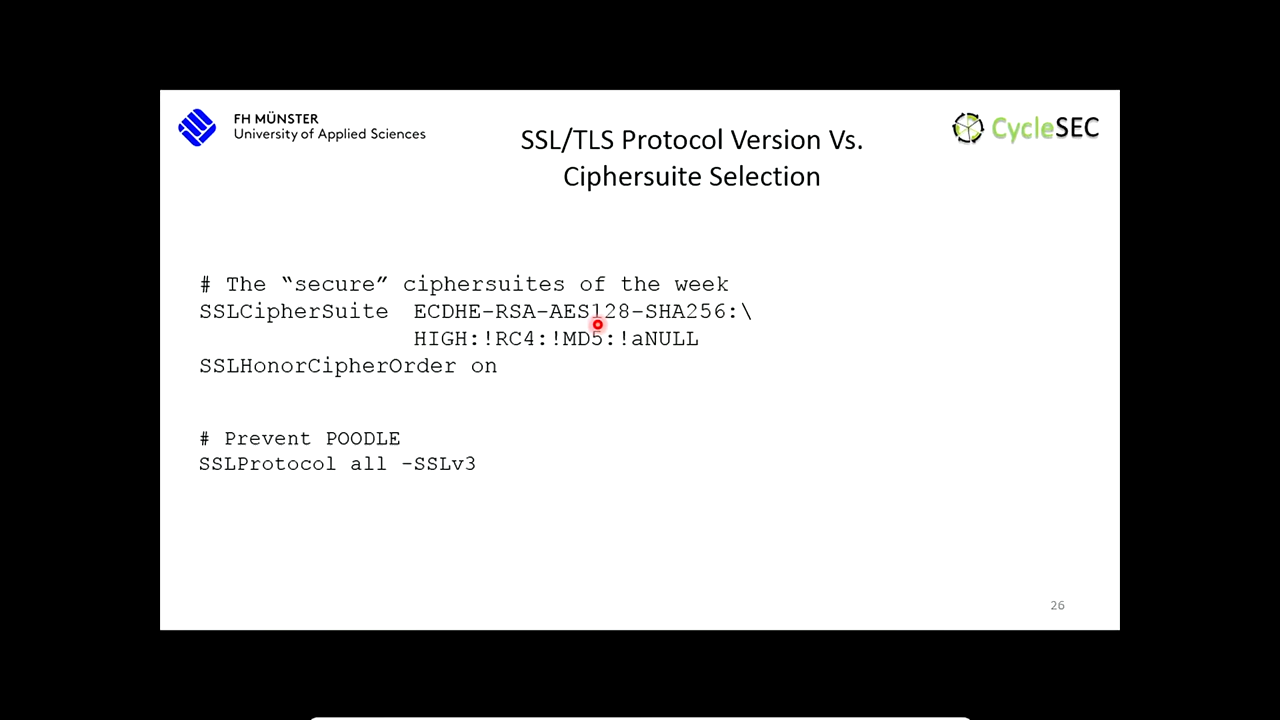 FH MÜNSTER
University of Applied Sciences
CycleSEC
SSL/TLS Protocol Version Vs.
Ciphersuite Selection
# The “secure” ciphersuites of the week
SSLCipherSuite ECDHE-RSA-AES128-SHA256:\
HIGH:!RC4:!MD5:!aNULL
SSLHonorCipherOrder on
# Prevent POODLE
SSLProtocol all -SSLv3
26